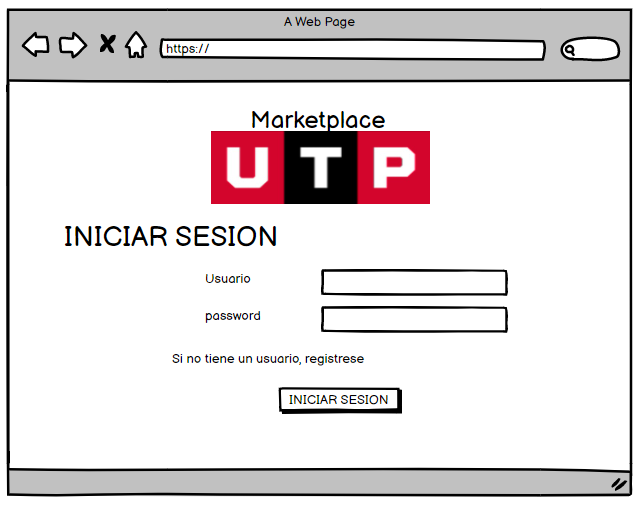 A Web Page
https://
Marketplace
UTP
INICIAR SESION
Usuario
password
Si no tiene un usuario, registrese
INICIAR SESION